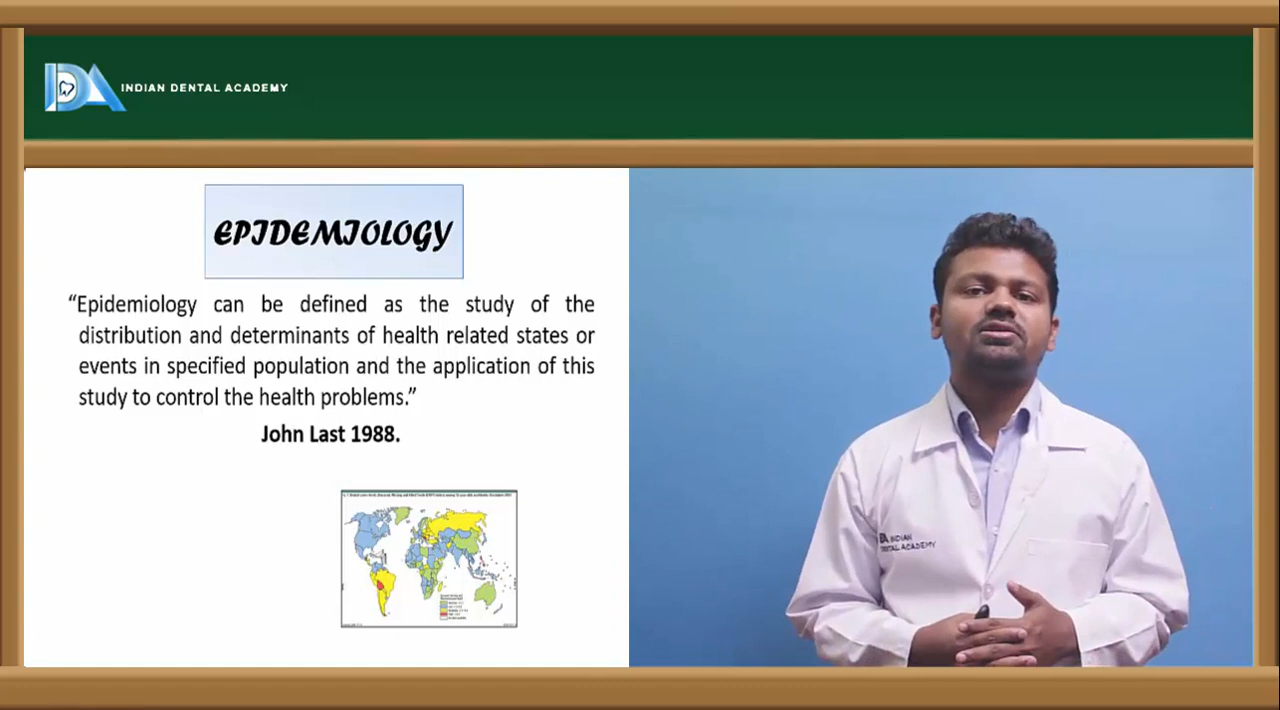 INDIAN DENTAL ACADEMY
EPIDEMIOLOGY
“Epidemiology can be defined as the study of the
distribution and determinants of health related states or
events in specified population and the application of this
study to control the health problems.”
John Last 1988.
INDIAN
DENTAL ACADEMY